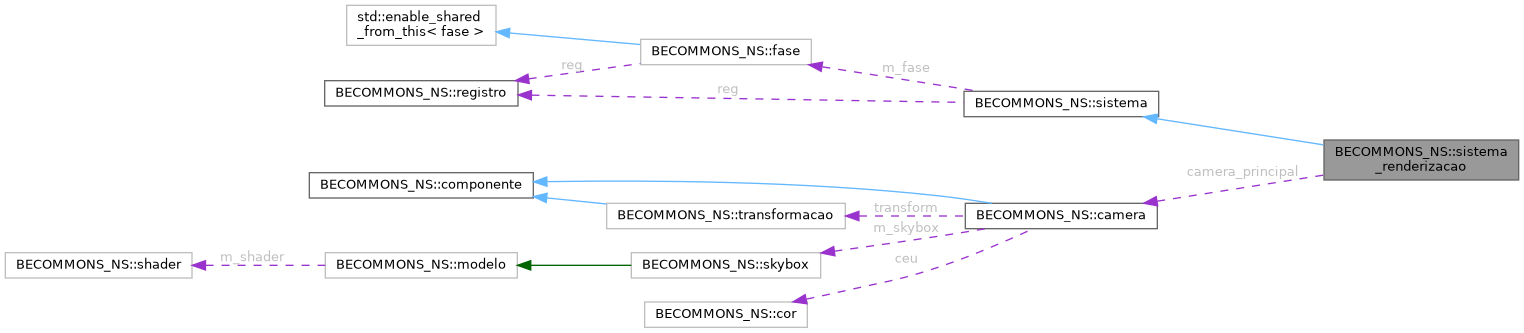 std::enable_shared
_from_this< fase >
BECOMMONS_NS::fase
reg
m_fase
BECOMMONS_NS::registro
reg
BECOMMONS_NS::sistema
BECOMMONS_NS::sistema
_renderizacao
camera_principal
BECOMMONS_NS::componente
transform
BECOMMONS_NS::transformacao
BECOMMONS_NS::camera
m_skybox
BECOMMONS_NS::shader
m_shader
BECOMMONS_NS::modelo
BECOMMONS_NS::skybox
ceu
BECOMMONS_NS::cor